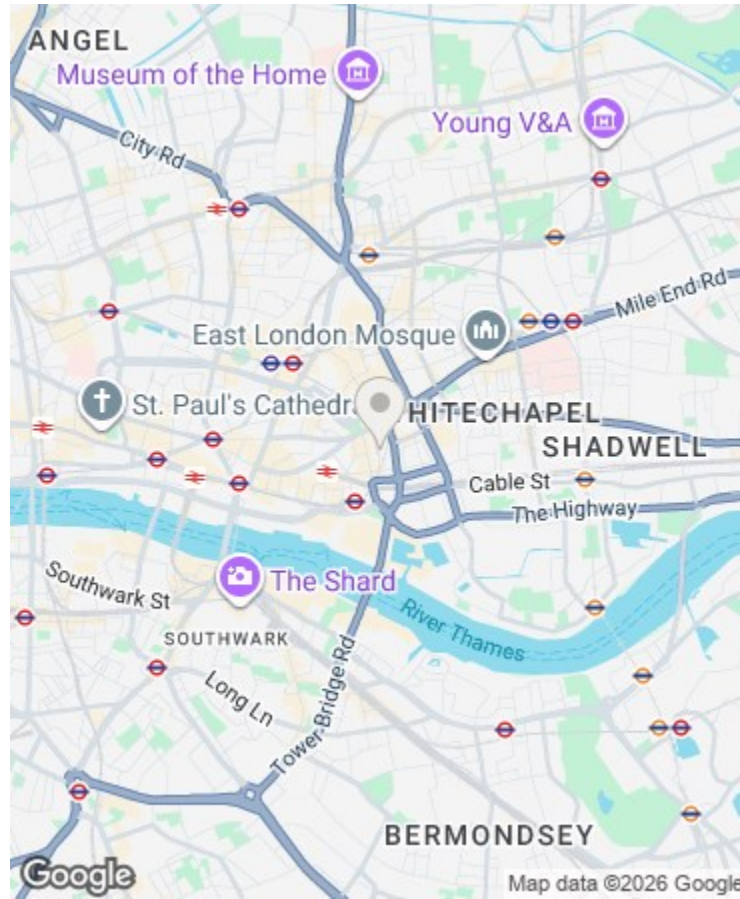 ANGEL
Museum of the Home
Young V&A
City Rd
Mile End Rd
East London Mosque
St. Paul's Cathedr
HITECHAPEL
SHADWELL
Cable St
The Highway
The Shard
Southwark St
River Thames
SOUTHWARK
Long Ln
Tower Bridge Rd
BERMONDSEY
Google
Map data ©2026 Google